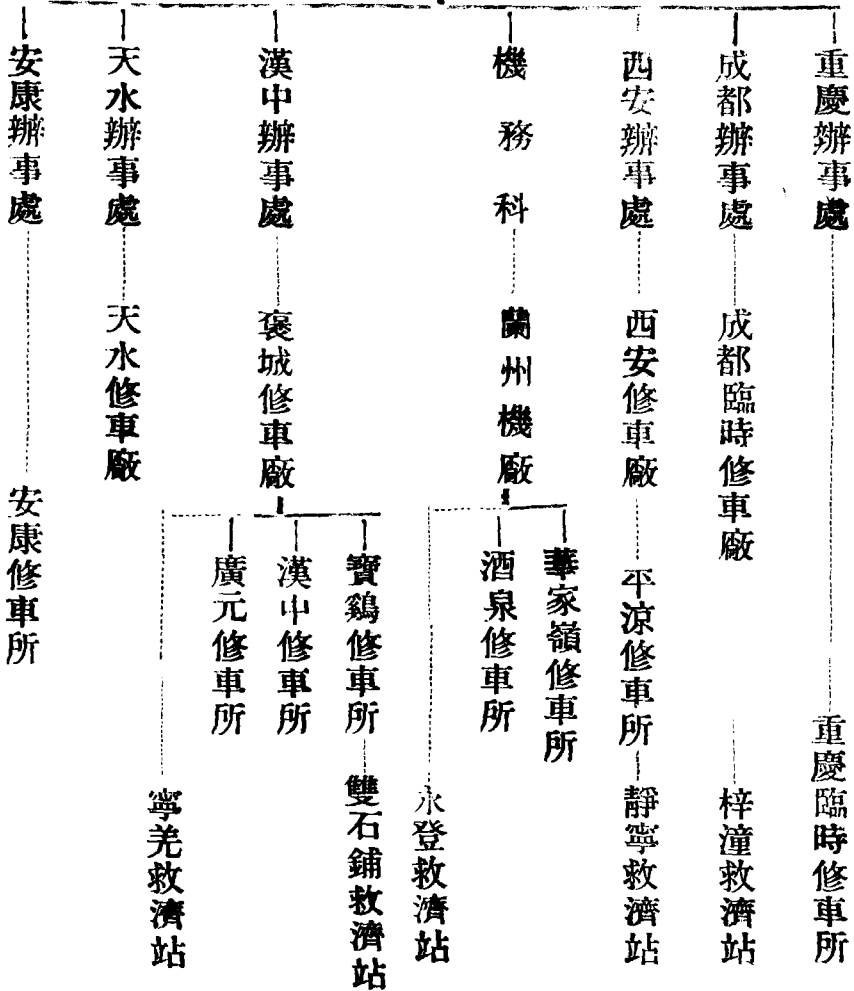 重慶辦事處
重慶臨時修車所
成都辦事處
成都臨時修車廠
梓潼救濟站
西安辦事處
西安修車廠
平涼修車所
靜寧救濟站
機務科
蘭州機廠
華家嶺修車所
酒泉修車所
永登救濟站
漢中辦事處
褒城修車廠
寶鷄修車所
雙石鋪救濟站
漢中修車所
廣元修車所
寧羌救濟站
天水辦事處
天水修車廠
安康辦事處
安康修車所